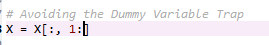 # Avoiding the Dummy Variable Trap
X = X[:, 1:]